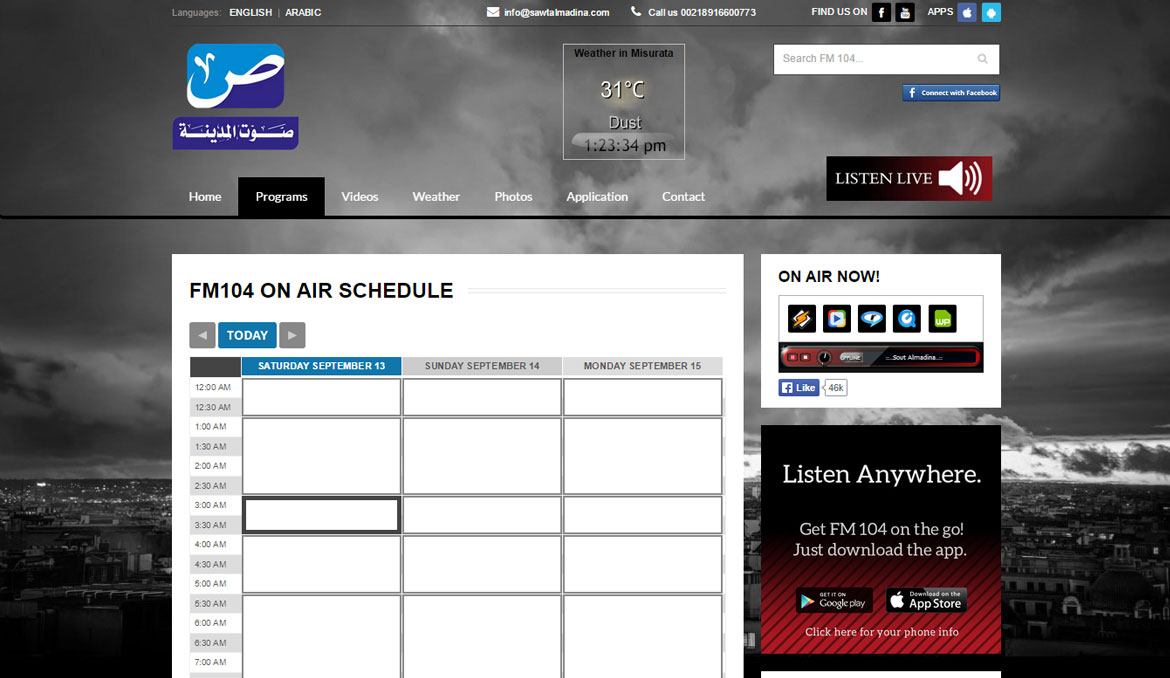 Languages: ENGLISH | ARABIC
info@sawtalmadina.com
Call us 00218916600773
FIND US ON
APPS
ص
صوت المدينة
Weather in Misurata
31°C
Dust
1:23:34 pm
Search FM 104...
Connect with Facebook
LISTEN LIVE
Home Programs Videos Weather Photos Application Contact
FM104 ON AIR SCHEDULE
TODAY
SATURDAY SEPTEMBER 13 SUNDAY SEPTEMBER 14 MONDAY SEPTEMBER 15
12:00 AM
12:30 AM
1:00 AM
1:30 AM
2:00 AM
2:30 AM
3:00 AM
3:30 AM
4:00 AM
4:30 AM
5:00 AM
5:30 AM
6:00 AM
6:30 AM
7:00 AM
ON AIR NOW!
WP
OFFLINE
--..Sout Almadina..--
Like 46k
Listen Anywhere.
Get FM 104 on the go!
Just download the app.
GET IT ON
Google play
Download on the
App Store
Click here for your phone info